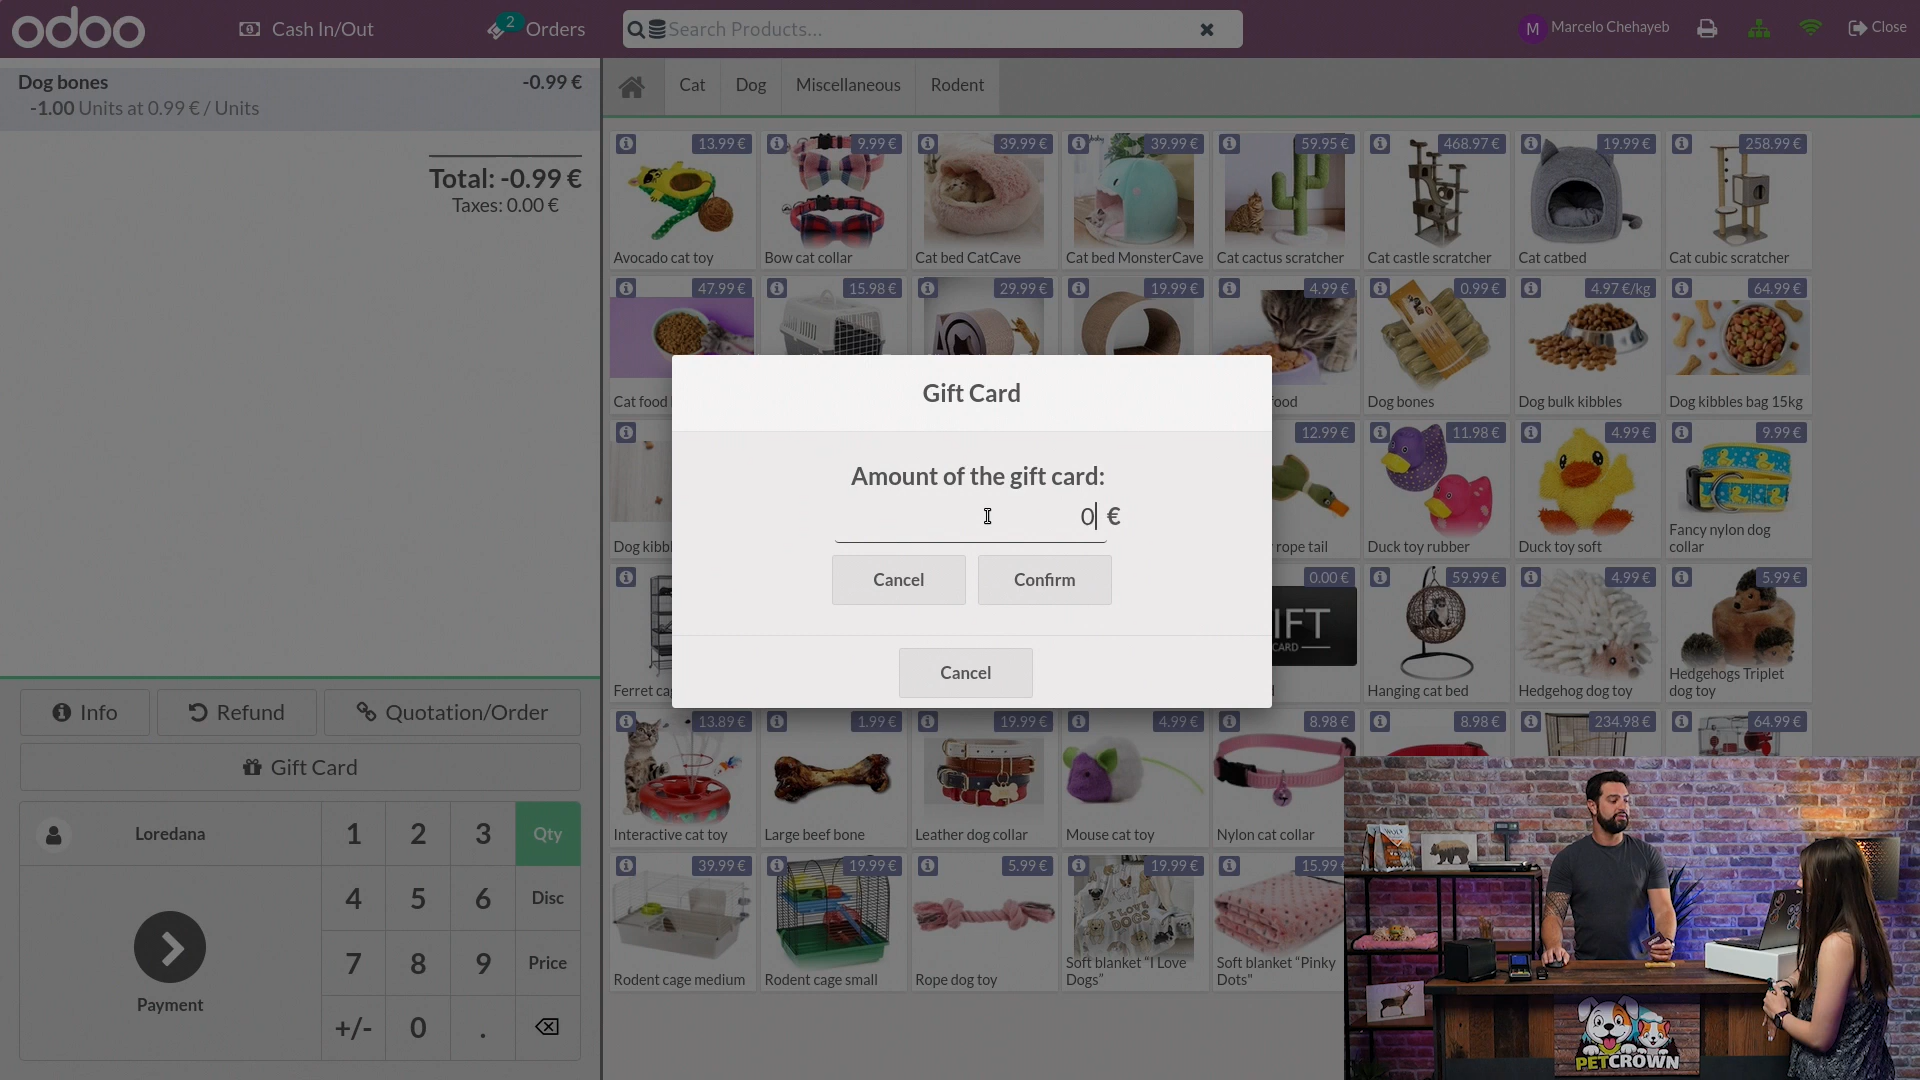 odoo
Cash In/Out
2
Orders
Search Products...
M
Marcelo Chehayeb
Close
Dog bones
-0.99 €
-1.00 Units at 0.99 € / Units
Total: -0.99 €
Taxes: 0.00 €
Cat
Dog
Miscellaneous
Rodent
13.99 €
9.99 €
39.99 €
39.99 €
59.95 €
468.97 €
19.99 €
258.99 €
Avocado cat toy
Bow cat collar
Cat bed CatCave
Cat bed MonsterCave
Cat cactus scratcher
Cat castle scratcher
Cat catbed
Cat cubic scratcher
47.99 €
15.98 €
29.99 €
19.99 €
4.99 €
0.99 €
4.97 €/kg
64.99 €
Cat food
food
Dog bones
Dog bulk kibbles
Dog kibbles bag 15kg
Gift Card
Amount of the gift card:
0 €
Cancel
Confirm
Cancel
12.99 €
11.98 €
4.99 €
9.99 €
Dog kibbl
rope tail
Duck toy rubber
Duck toy soft
Fancy nylon dog
collar
0.00 €
59.99 €
4.99 €
5.99 €
IFT
CARD
Ferret cag
d
Hanging cat bed
Hedgehog dog toy
Hedgehogs Triplet
dog toy
13.89 €
1.99 €
19.99 €
4.99 €
8.98 €
8.98 €
234.98 €
64.99 €
Interactive cat toy
Large beef bone
Leather dog collar
Mouse cat toy
Nylon cat collar
39.99 €
19.99 €
5.99 €
19.99 €
15.99 €
I LOVE
DOGS
Rodent cage medium
Rodent cage small
Rope dog toy
Soft blanket “I Love
Dogs”
Soft blanket “Pinky
Dots”
Info
Refund
Quotation/Order
Gift Card
Loredana
Payment
1
2
3
Qty
4
5
6
Disc
7
8
9
Price
+/-
0
.
WOLF
PETCROWN